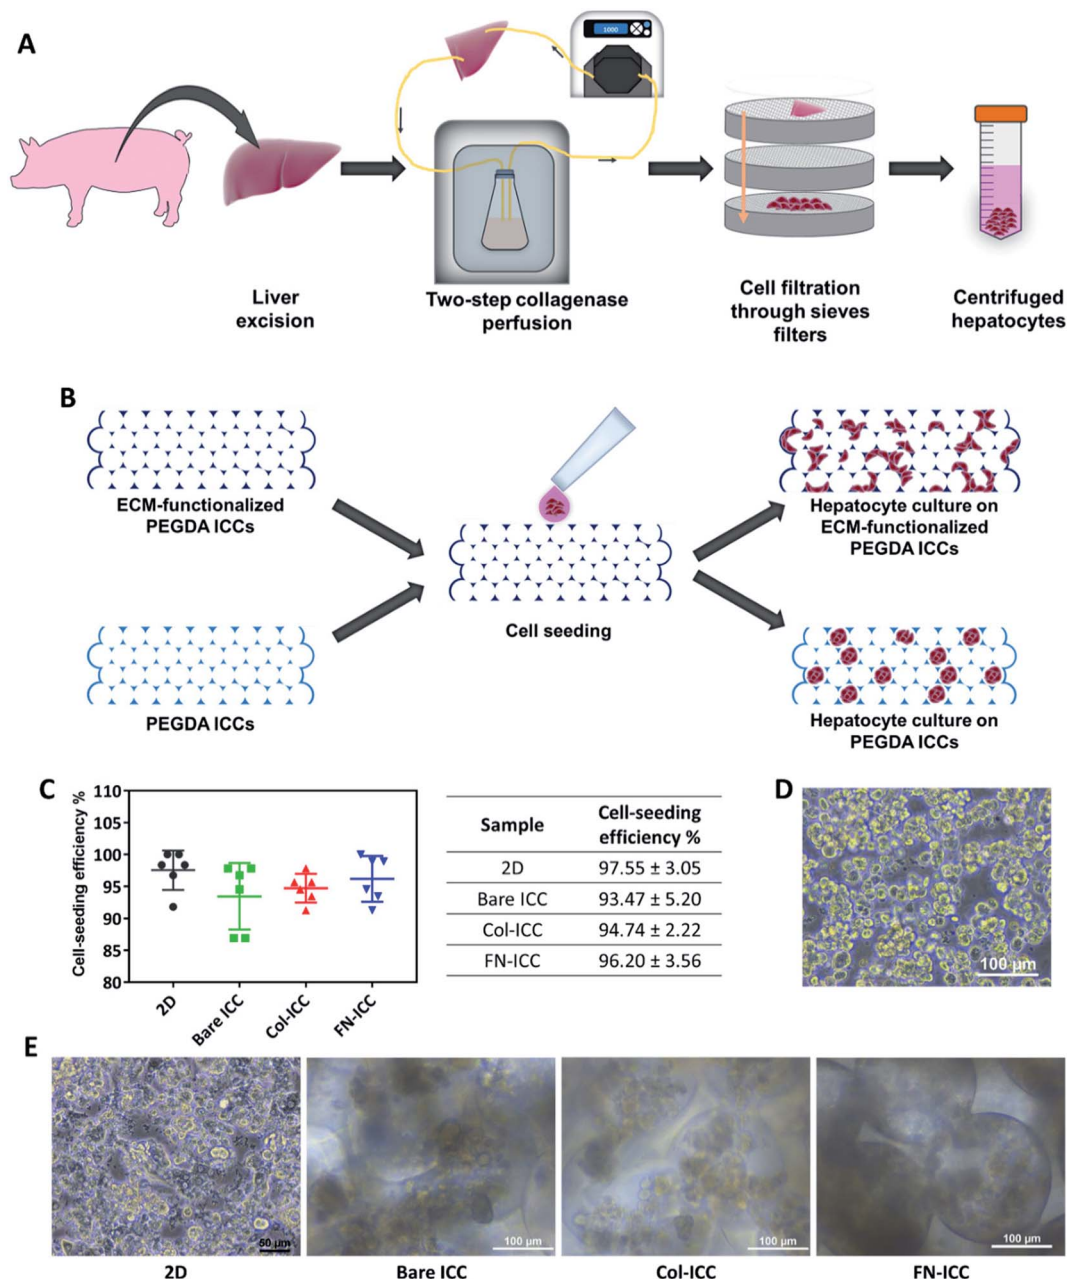 A
1000
Liver
excision
Two-step collagenase
perfusion
Cell filtration
through sieves
filters
Centrifuged
hepatocytes
B
ECM-functionalized
PEGDA ICCs
PEGDA ICCs
Cell seeding
Hepatocyte culture on
ECM-functionalized
PEGDA ICCs
Hepatocyte culture on
PEGDA ICCs
C
Cell-seeding efficiency %
110
105
100
95
90
85
80
2D
Bare ICC
Col-ICC
FN-ICC
Sample Cell-seeding
efficiency %
2D 97.55 ± 3.05
Bare ICC 93.47 ± 5.20
Col-ICC 94.74 ± 2.22
FN-ICC 96.20 ± 3.56
D
100 µm
E
50 µm
100 µm
100 µm
100 µm
2D
Bare ICC
Col-ICC
FN-ICC